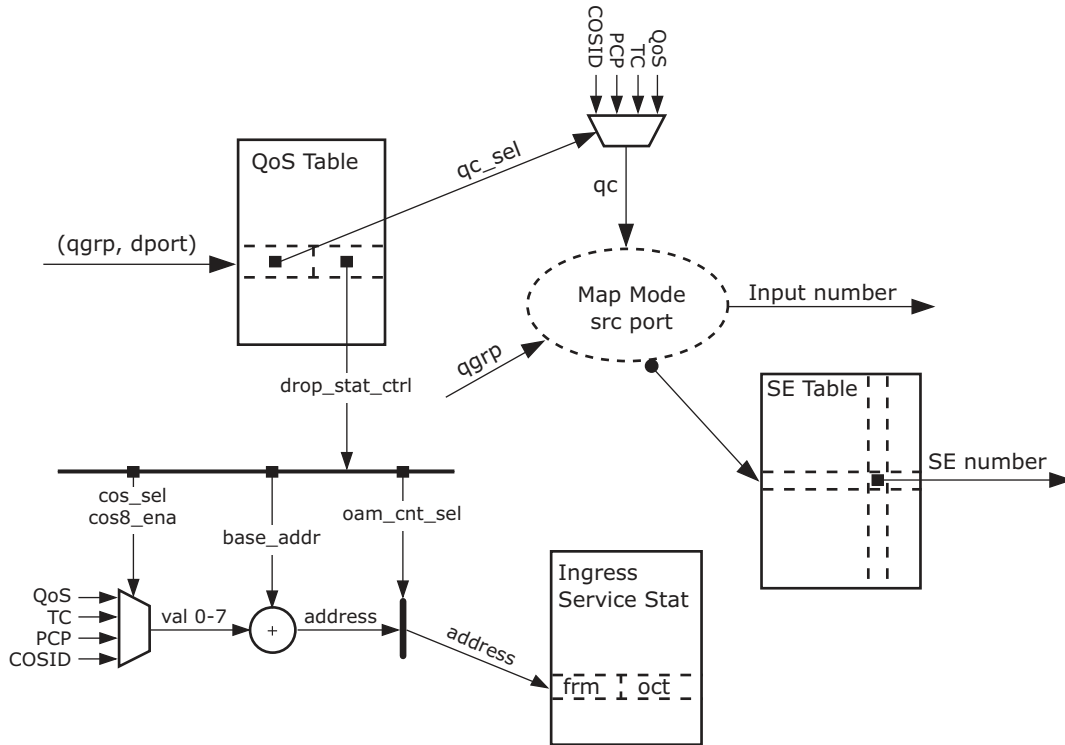 COSID
PCP
TC
QoS
QoS Table
qc_sel
qc
(qgrp, dport)
Map Mode
src port
Input number
qgrp
drop_stat_ctrl
SE Table
SE number
cos_sel
cos8_ena
base_addr
oam_cnt_sel
Ingress
Service Stat
QoS
TC
PCP
COSID
val 0-7
+
address
address
frm
oct